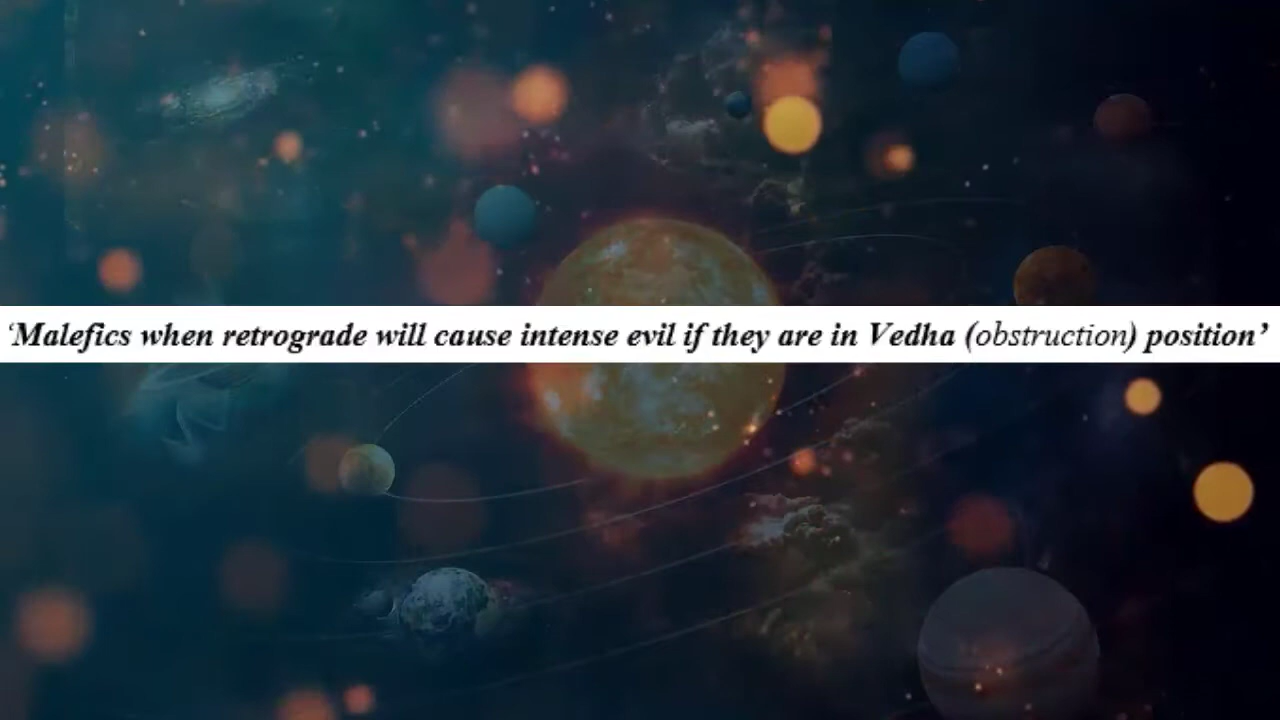 ‘Malefics when retrograde will cause intense evil if they are in Vedha (obstruction) position’